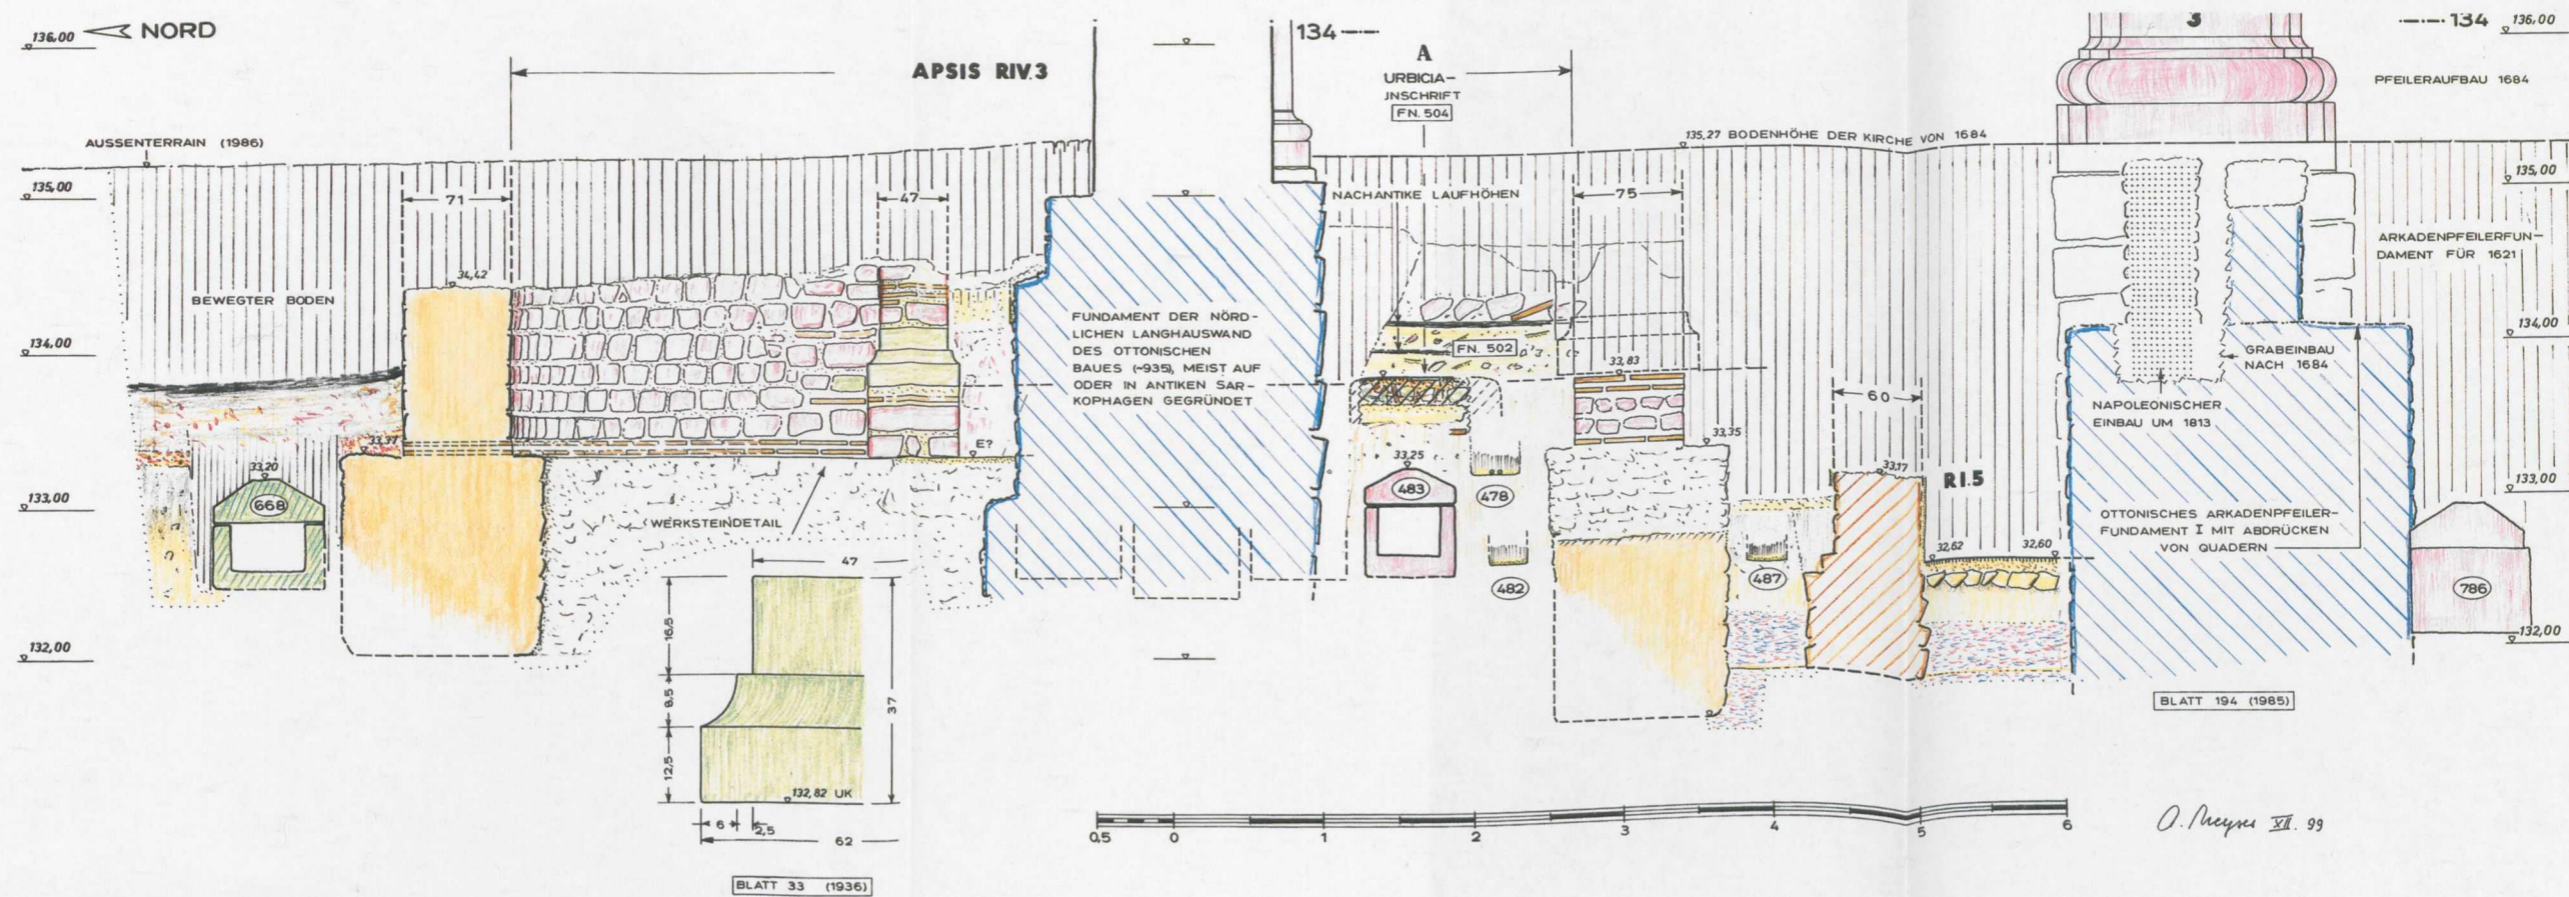 136,00
NORD
APSIS RIV.3
134
A
URBICIA-
JNSCHRIFT
FN. 504
3
134
136,00
PFEILERAUFBAU 1684
AUSSENTERRAIN (1986)
135,27 BODENHÖHE DER KIRCHE VON 1684
135,00
71
47
NACHANTIKE LAUFHÖHEN
75
135,00
ARKADENPFEILERFUN-
DAMENT FÜR 1621
BEWEGTER BODEN
34,42
FUNDAMENT DER NÖRD-
LICHEN LANGHAUSWAND
DES OTTONISCHEN
BAUES (~935), MEIST AUF
ODER IN ANTIKEN SAR-
KOPHAGEN GEGRÜNDET
134,00
FN. 502
33,83
134,00
GRABEINBAU
NACH 1684
NAPOLEONISCHER
EINBAU UM 1813
60
33,37
E?
33,35
33,20
668
33,25
483
478
33,17
RI.5
133,00
133,00
WERKSTEINDETAIL
OTTONISCHES ARKADENPFEILER-
FUNDAMENT I MIT ABDRÜCKEN
VON QUADERN
32,62
32,60
47
482
487
786
132,00
132,00
16,5
8,5
12,5
37
132,82 UK
6
2,5
62
BLATT 194 (1985)
0,5 0 1 2 3 4 5 6
XII. 99
BLATT 33 (1936)